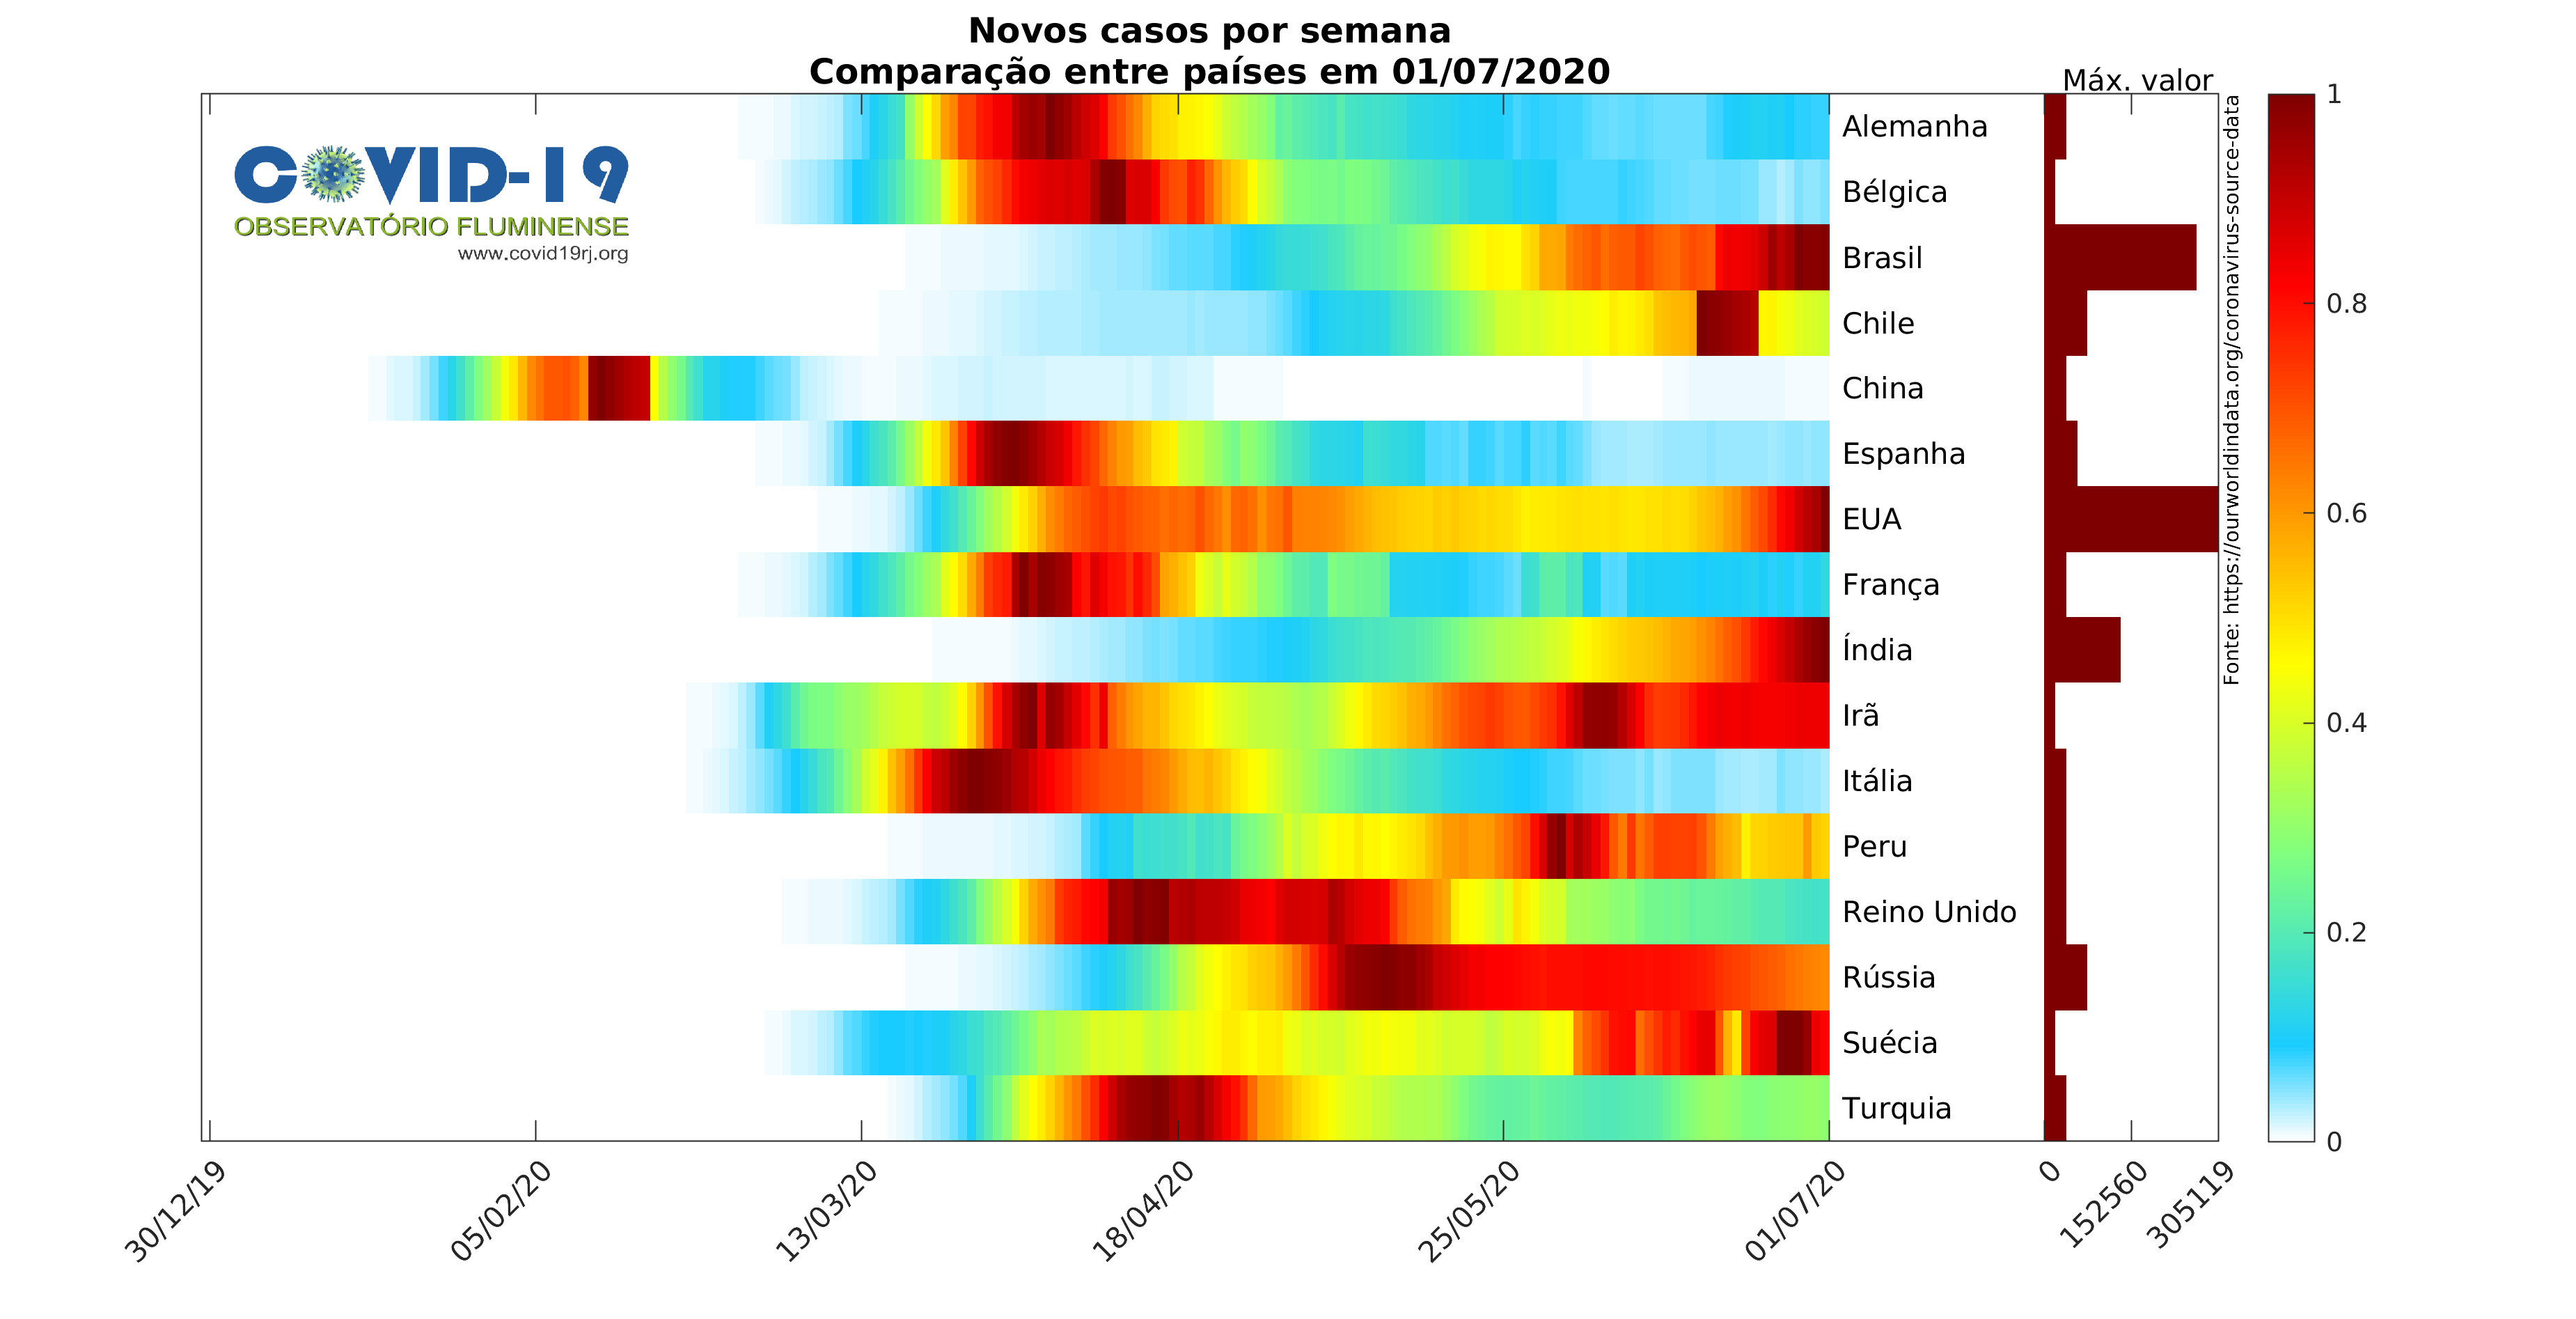 Novos casos por semana
Comparação entre países em 01/07/2020
Máx. valor
COVID-19
OBSERVATÓRIO FLUMINENSE
www.covid19rj.org
Alemanha
Bélgica
Brasil
Chile
China
Espanha
EUA
França
Índia
Irã
Itália
Peru
Reino Unido
Rússia
Suécia
Turquia
Fonte: https://ourworldindata.org/coronavirus-source-data
1
0.8
0.6
0.4
0.2
0
30/12/19
05/02/20
13/03/20
18/04/20
25/05/20
01/07/20
0
152560
305119